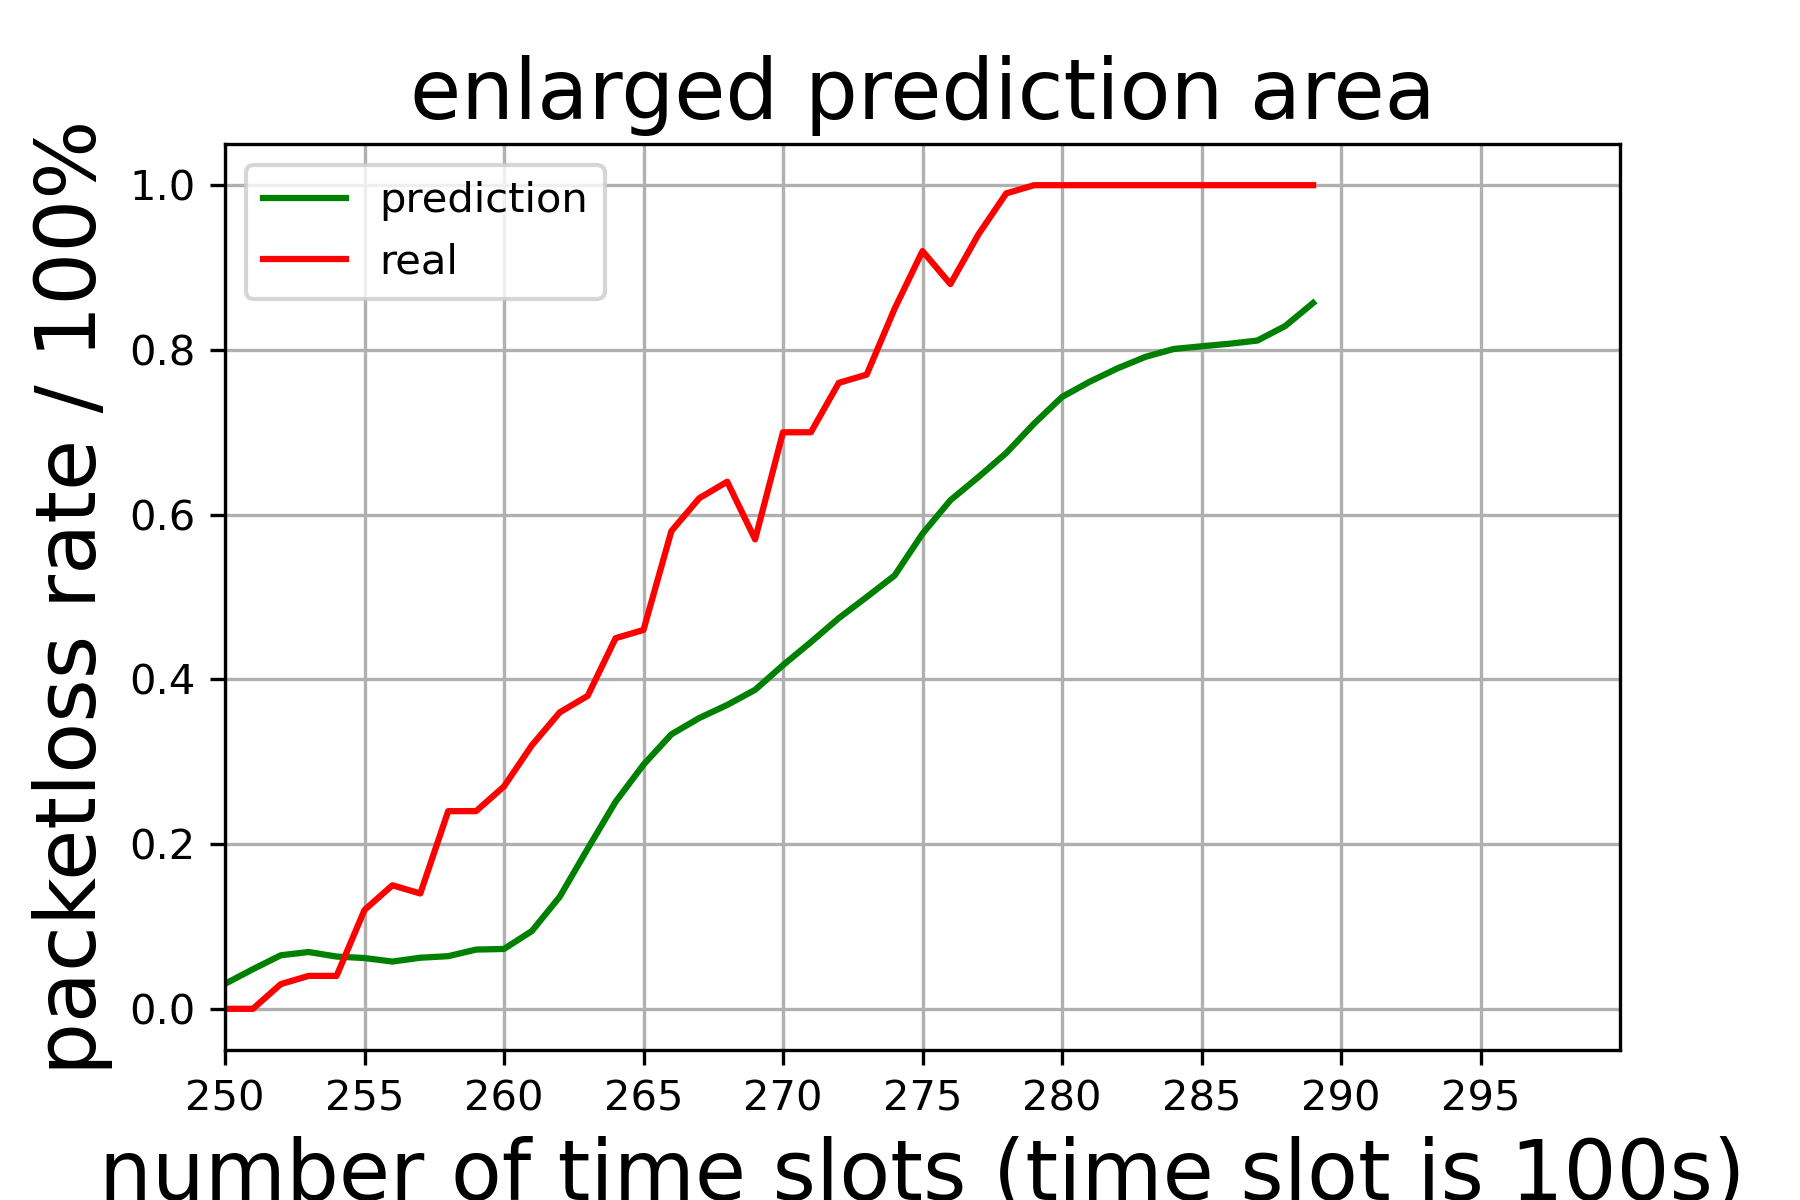 enlarged prediction area
packetloss rate / 100%
1.0
0.8
0.6
0.4
0.2
0.0
prediction
real
250 255 260 265 270 275 280 285 290 295
number of time slots (time slot is 100s)